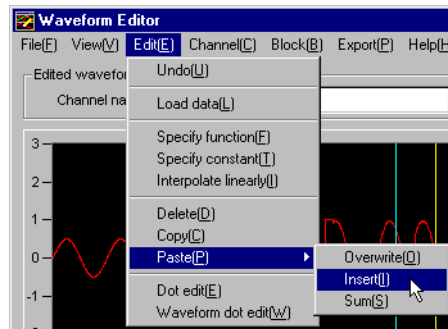 Waveform Editor
File(F) View(V) Edit(E) Channel(C) Block(B) Export(P) Help(H
Edited wavefor
Channel na
Undo(U)
Load data(L)
Specify function(F)
Specify constant(T)
Interpolate linearly(I)
Delete(D)
Copy(C)
Paste(P)
Dot edit(E)
Waveform dot edit(W)
Overwrite(O)
Insert(I)
Sum(S)
3
2
1
0
-1